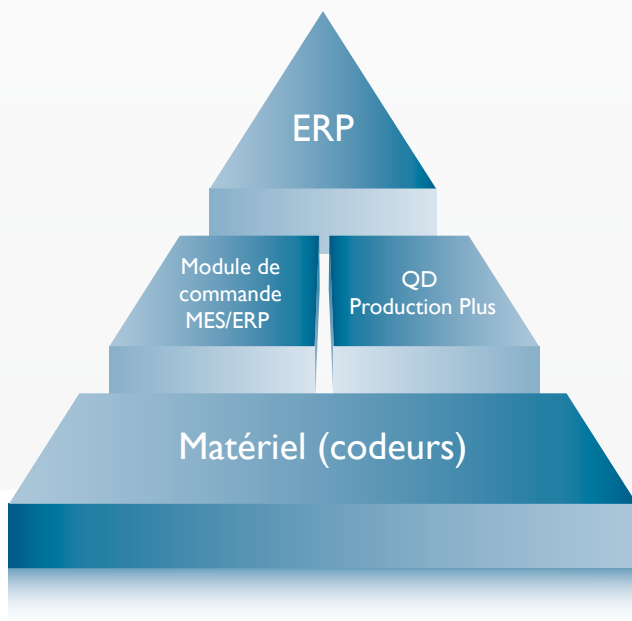 ERP
Module de
commande
MES/ERP
QD
Production Plus
Matériel (codeurs)